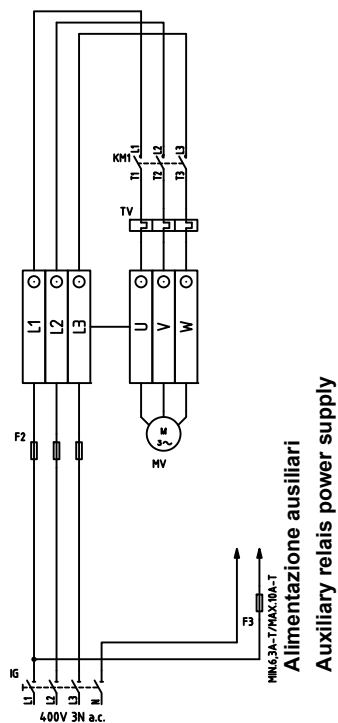 L1
L2
L3
KM1
T1
T2
T3
TV
L1
L2
L3
U
V
W
M
3~
MV
F2
F3
MIN.6,3A-T/MAX.10A-T
Alimentazione ausiliari
Auxiliary relais power supply
IG
L1
L2
L3
N
400V 3N a.c.